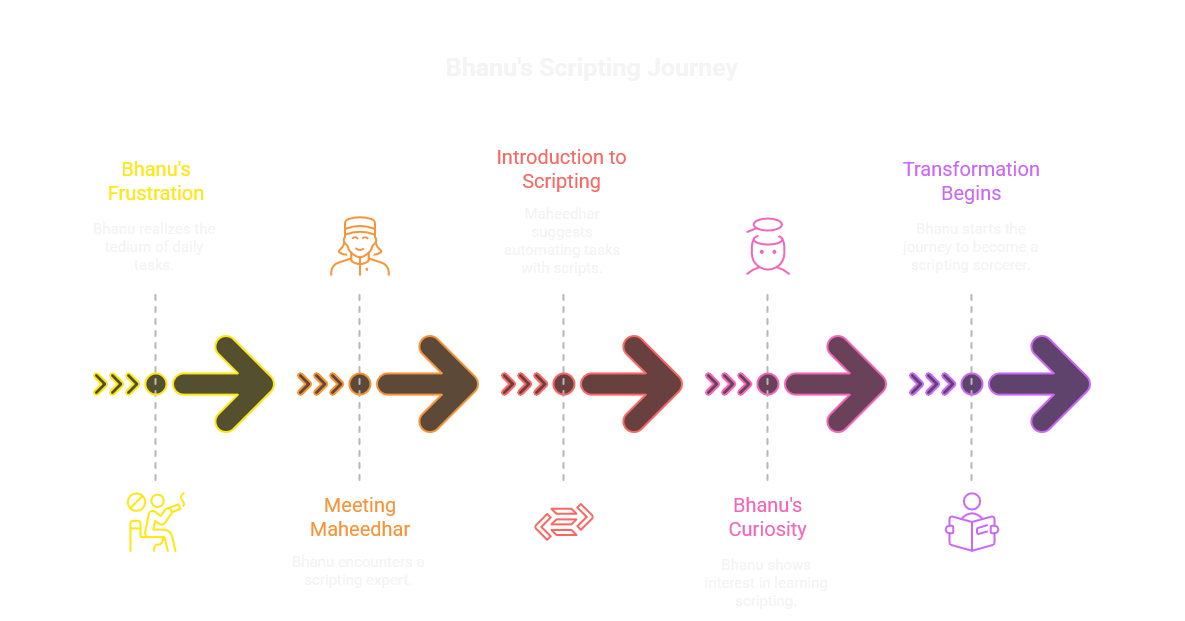 Bhanu's Scripting Journey
Bhanu's
Frustration
Bhanu realizes the
tedium of daily
tasks.
Meeting
Maheedhar
Bhanu encounters a
scripting expert.
Introduction to
Scripting
Maheedhar
suggests
automating tasks
with scripts.
Bhanu's
Curiosity
Bhanu shows
interest in learning
scripting.
Transformation
Begins
Bhanu starts the
journey to become a
scripting sorcerer.